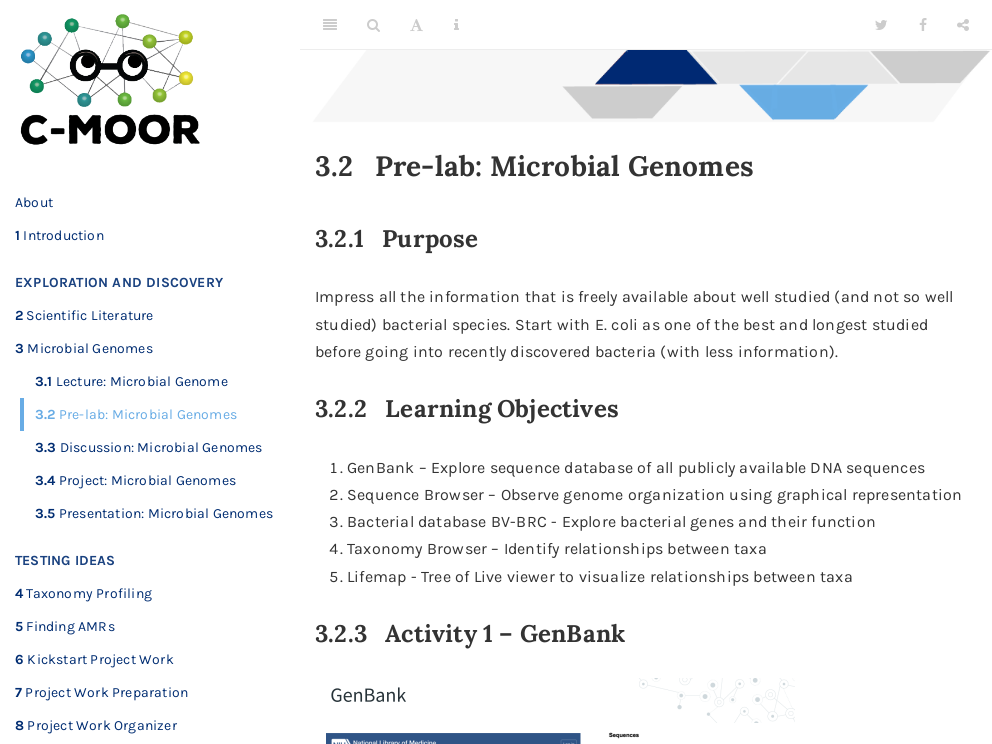 C-MOOR
About
1 Introduction
EXPLORATION AND DISCOVERY
2 Scientific Literature
3 Microbial Genomes
3.1 Lecture: Microbial Genome
3.2 Pre-lab: Microbial Genomes
3.3 Discussion: Microbial Genomes
3.4 Project: Microbial Genomes
3.5 Presentation: Microbial Genomes
TESTING IDEAS
4 Taxonomy Profiling
5 Finding AMRs
6 Kickstart Project Work
7 Project Work Preparation
8 Project Work Organizer
3.2 Pre-lab: Microbial Genomes
3.2.1 Purpose
Impress all the information that is freely available about well studied (and not so well
studied) bacterial species. Start with E. coli as one of the best and longest studied
before going into recently discovered bacteria (with less information).
3.2.2 Learning Objectives
1. GenBank – Explore sequence database of all publicly available DNA sequences
2. Sequence Browser – Observe genome organization using graphical representation
3. Bacterial database BV-BRC - Explore bacterial genes and their function
4. Taxonomy Browser – Identify relationships between taxa
5. Lifemap - Tree of Live viewer to visualize relationships between taxa
3.2.3 Activity 1 – GenBank
GenBank
National Library of Medicine
Sequences